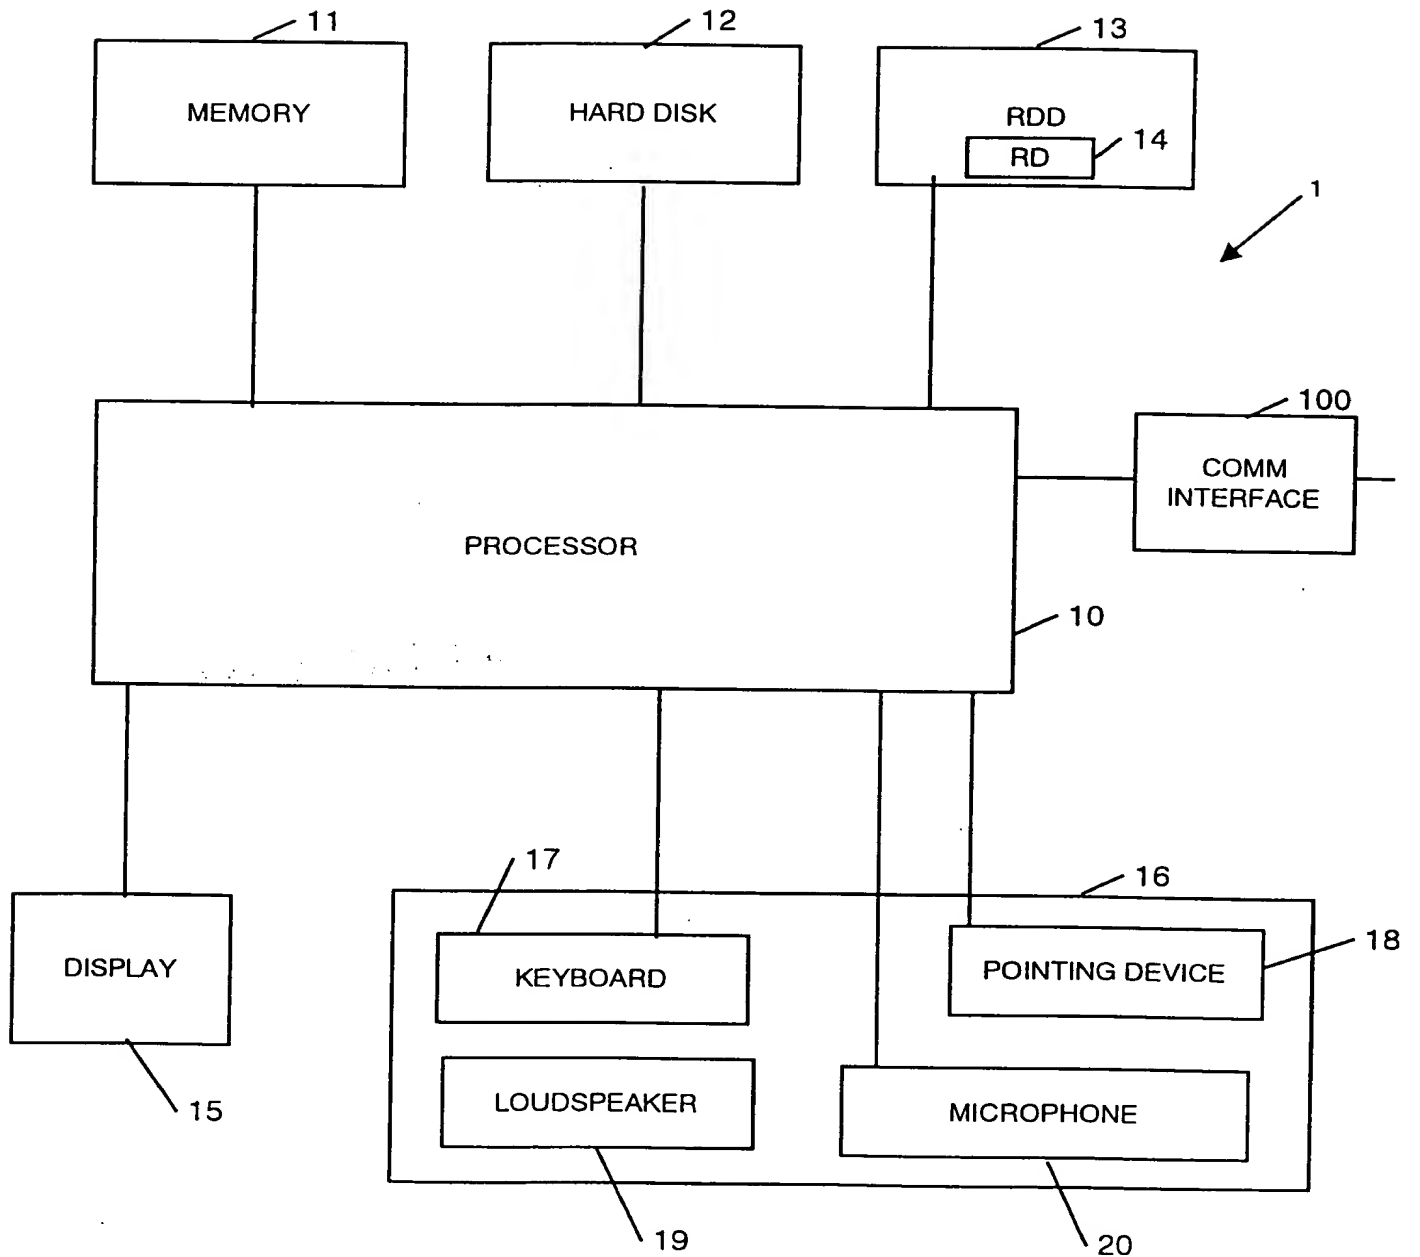 11
12
13
MEMORY
HARD DISK
RDD
14
RD
1
100
COMM
INTERFACE
PROCESSOR
10
17
16
18
DISPLAY
KEYBOARD
POINTING DEVICE
15
LOUDSPEAKER
MICROPHONE
19
20